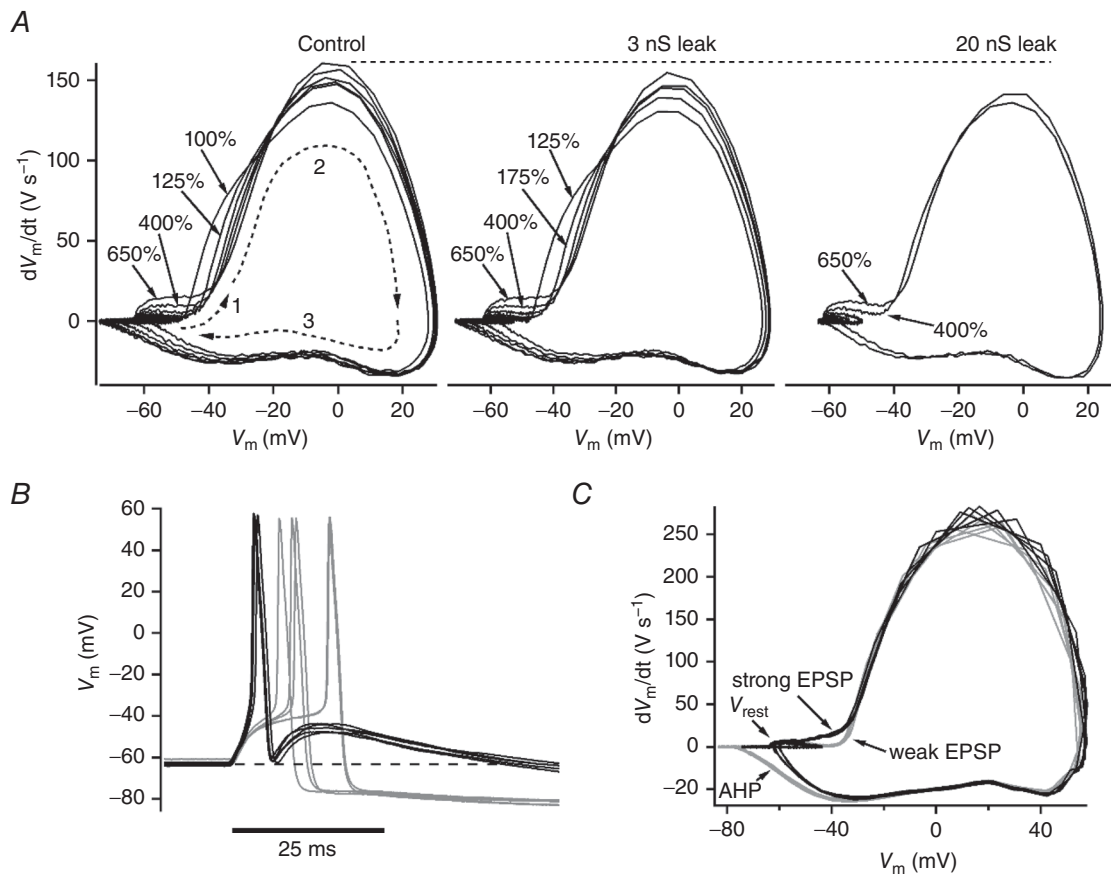 A
Control
3 nS leak
20 nS leak
dVm/dt (V s−1)
150
100
50
0
100%
125%
400%
650%
1
2
3
125%
175%
400%
650%
650%
400%
−60 −40 −20 0 20
−60 −40 −20 0 20
−60 −40 −20 0 20
Vm (mV)
Vm (mV)
Vm (mV)
B
Vm (mV)
60
40
20
0
−20
−40
−60
−80
25 ms
C
dVm/dt (V s−1)
250
200
150
100
50
0
−20
strong EPSP
Vrest
weak EPSP
AHP
−80 −40 0 40
Vm (mV)